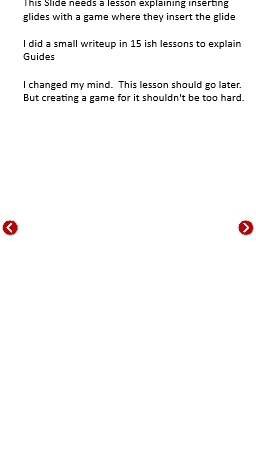 This Slide needs a lesson explaining inserting
glides with a game where they insert the glide
I did a small writeup in 15 ish lessons to explain
Guides
I changed my mind.  This lesson should go later.
But creating a game for it shouldn't be too hard.